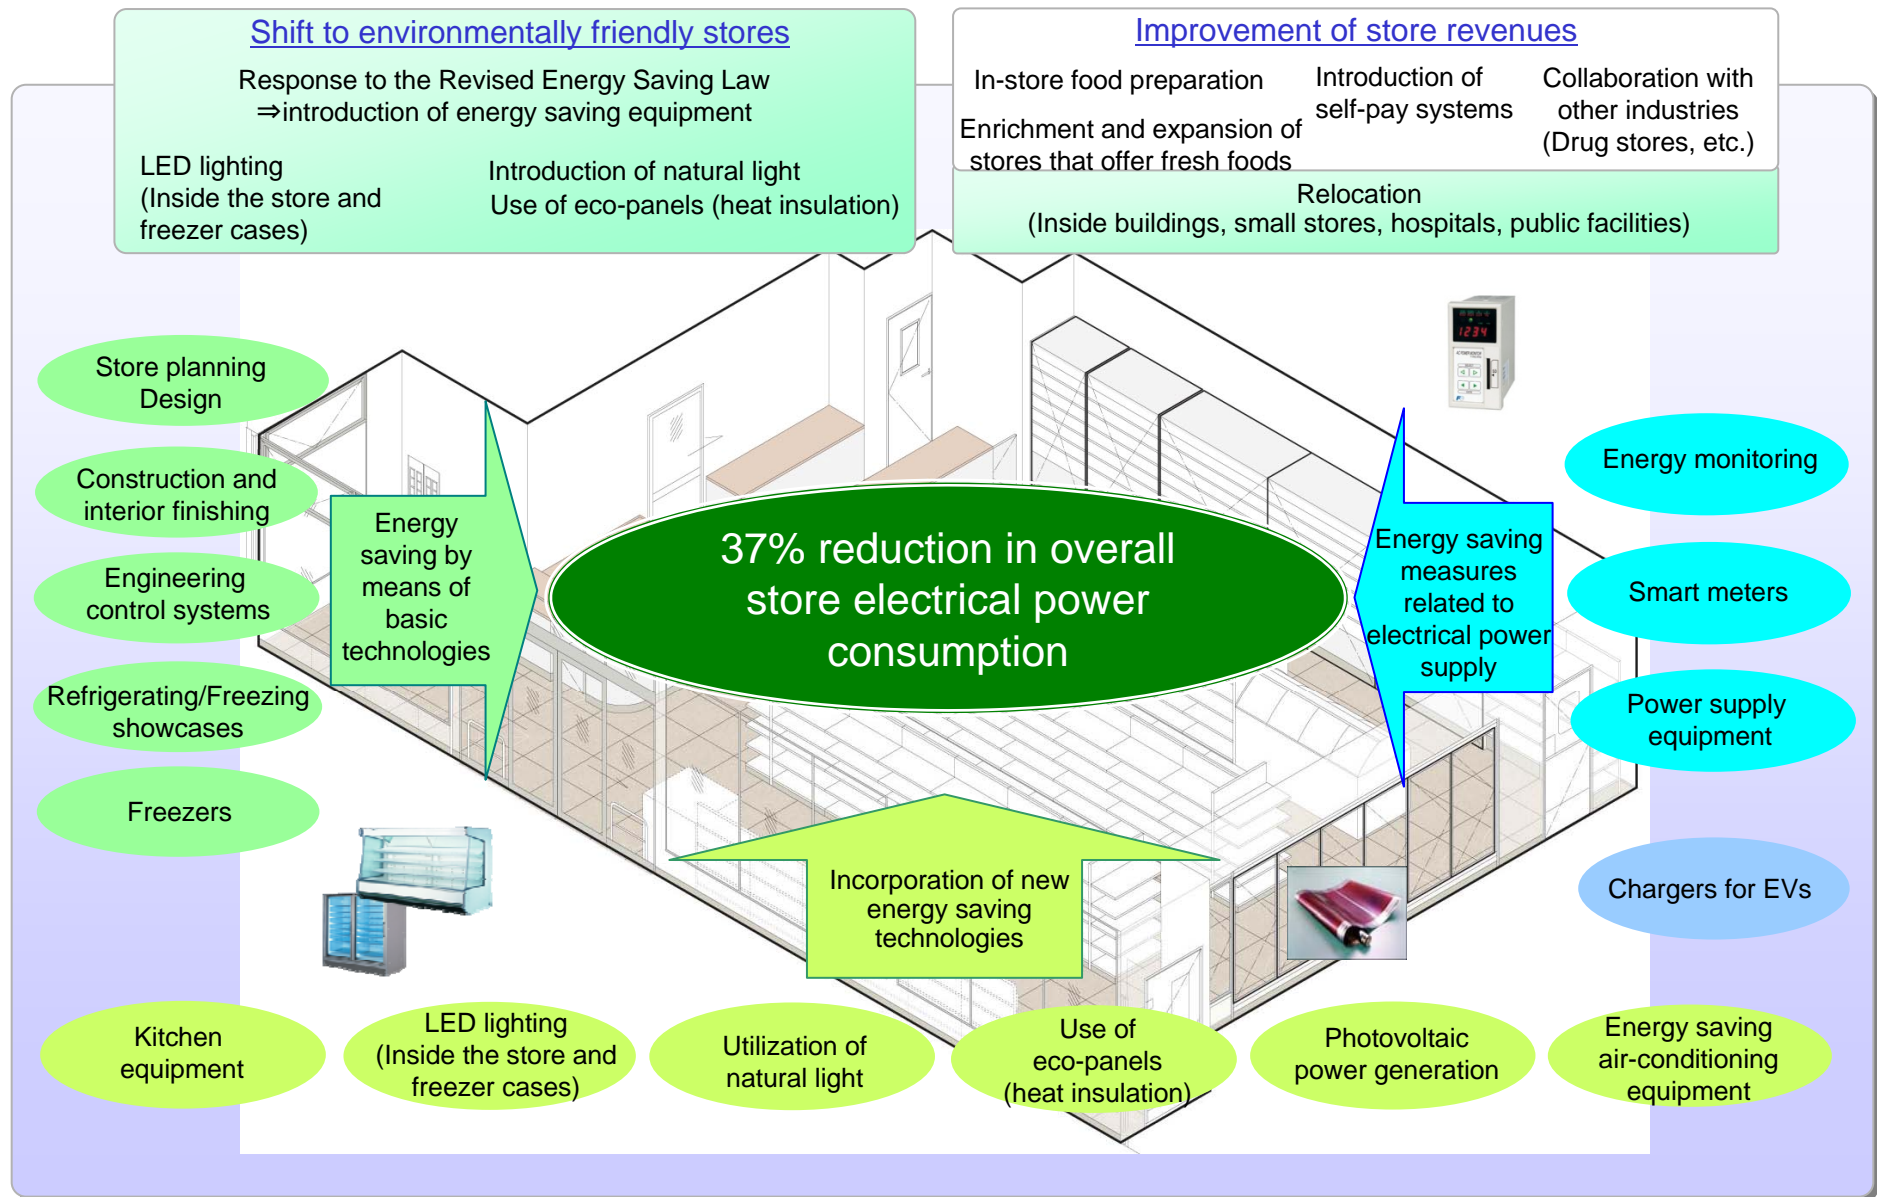 Shift to environmentally friendly stores
Response to the Revised Energy Saving Law
⇒introduction of energy saving equipment
LED lighting
(Inside the store and
freezer cases)
Introduction of natural light
Use of eco-panels (heat insulation)
Improvement of store revenues
In-store food preparation
Enrichment and expansion of
stores that offer fresh foods
Introduction of
self-pay systems
Collaboration with
other industries
(Drug stores, etc.)
Relocation
(Inside buildings, small stores, hospitals, public facilities)
Store planning
Design
Construction and
interior finishing
Engineering
control systems
Refrigerating/Freezing
showcases
Freezers
Energy
saving by
means of
basic
technologies
37% reduction in overall
store electrical power
consumption
Energy saving
measures
related to
electrical power
supply
1234
Energy monitoring
Smart meters
Power supply
equipment
Chargers for EVs
Incorporation of new
energy saving
technologies
Kitchen
equipment
LED lighting
(Inside the store and
freezer cases)
Utilization of
natural light
Use of
eco-panels
(heat insulation)
Photovoltaic
power generation
Energy saving
air-conditioning
equipment